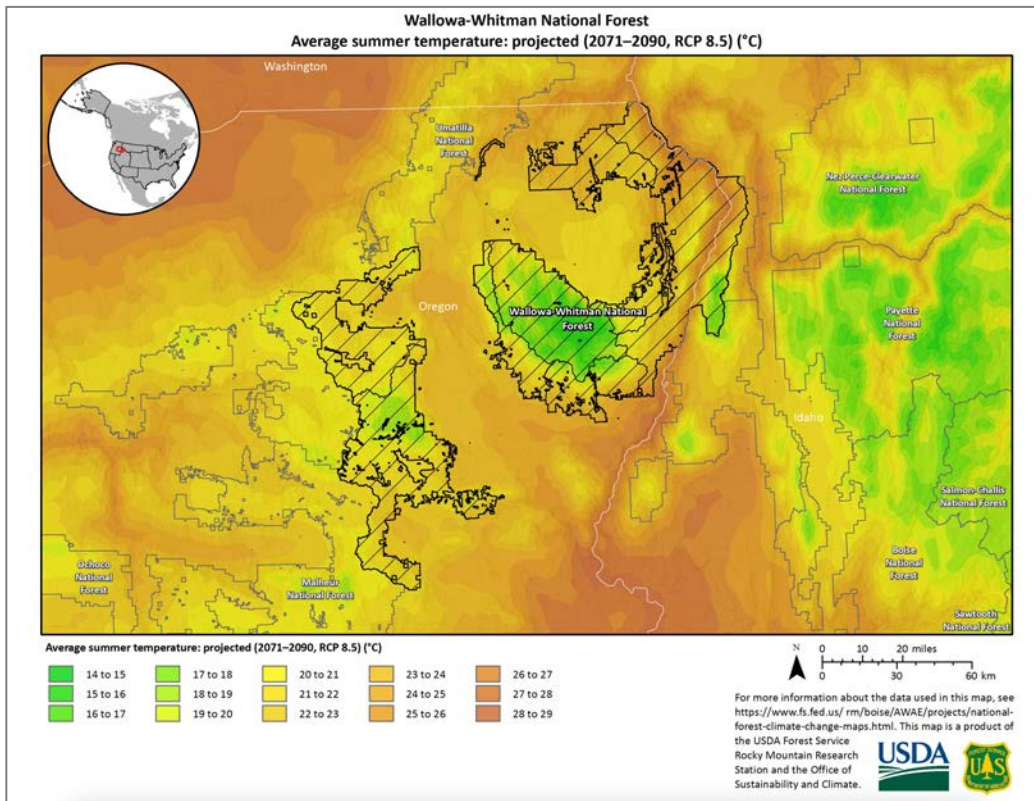 Wallowa-Whitman National Forest
Average summer temperature: projected (2071–2090, RCP 8.5) (°C)
Washington
Umatilla
National
Forest
Nez Perce-Clearwater
National Forest
Oregon
Wallowa-Whitman National
Forest
Payette
National
Forest
Idaho
Salmon-Challis
National Forest
Ochoco
National
Forest
Malheur
National Forest
Boise
National
Forest
Sawtooth
National Forest
Average summer temperature: projected (2071–2090, RCP 8.5) (°C)
14 to 15
15 to 16
16 to 17
17 to 18
18 to 19
19 to 20
20 to 21
21 to 22
22 to 23
23 to 24
24 to 25
25 to 26
26 to 27
27 to 28
28 to 29
N
0 10 20 miles
0 30 60 km
For more information about the data used in this map, see
https://www.fs.fed.us/ rm/boise/AWAE/projects/national-
forest-climate-change-maps.html. This map is a product of
the USDA Forest Service
Rocky Mountain Research
Station and the Office of
Sustainability and Climate.
USDA
FOREST SERVICE
U S
DEPARTMENT OF AGRICULTURE